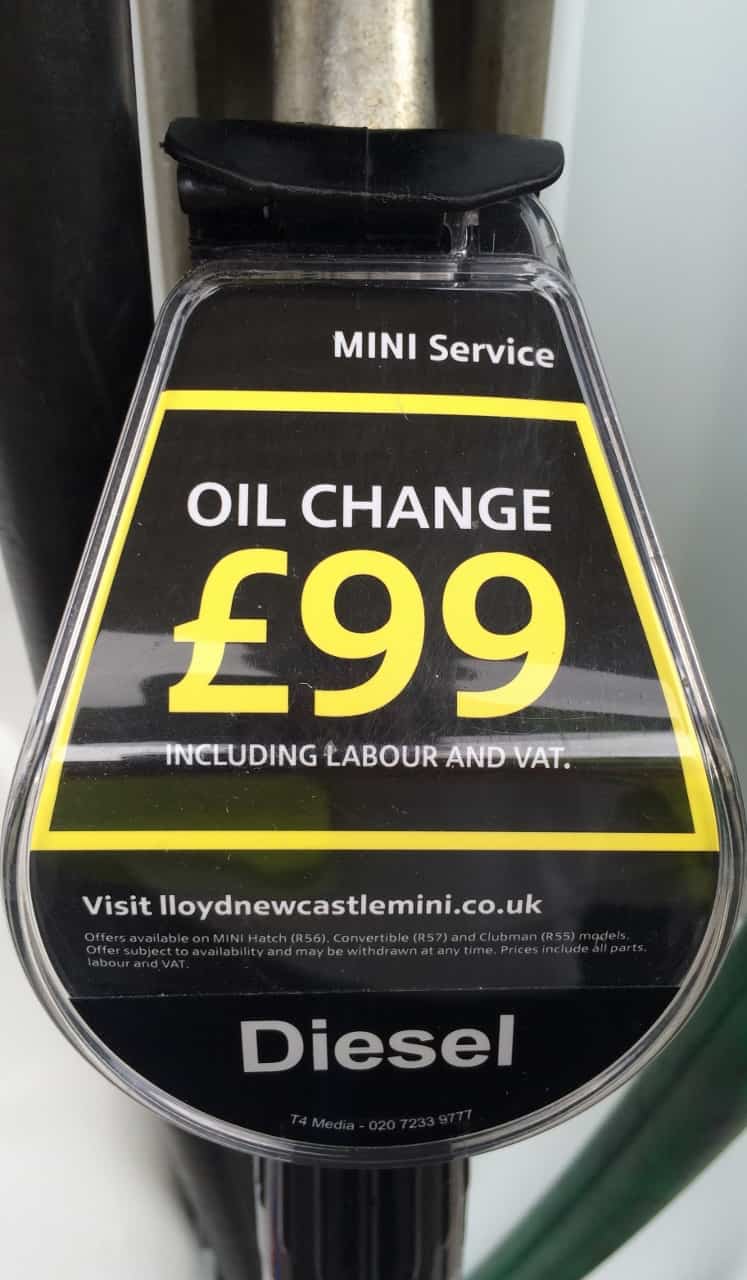 MINI Service
OIL CHANGE
£99
INCLUDING LABOUR AND VAT.
Visit lloydnewcastlemini.co.uk
Offers available on MINI Hatch (R56). Convertible (R57) and Clubman (R55) models.
Offer subject to availability and may be withdrawn at any time. Prices include all parts,
labour and VAT.
Diesel
T4 Media - 020 7233 9777